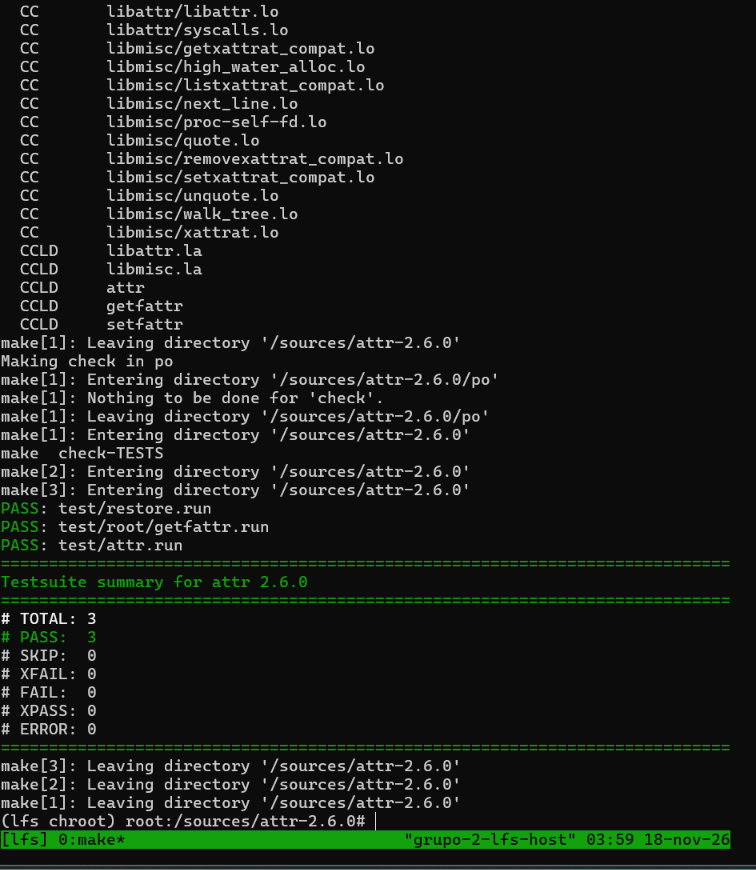 CC libattr/libattr.lo
CC libattr/syscalls.lo
CC libmisc/getxattrat_compat.lo
CC libmisc/high_water_alloc.lo
CC libmisc/listxattrat_compat.lo
CC libmisc/next_line.lo
CC libmisc/proc-self-fd.lo
CC libmisc/quote.lo
CC libmisc/removexattrat_compat.lo
CC libmisc/setxattrat_compat.lo
CC libmisc/unquote.lo
CC libmisc/walk_tree.lo
CC libmisc/xattrat.lo
CCLD libattr.la
CCLD libmisc.la
CCLD attr
CCLD getfattr
CCLD setfattr
make[1]: Leaving directory '/sources/attr-2.6.0'
Making check in po
make[1]: Entering directory '/sources/attr-2.6.0/po'
make[1]: Nothing to be done for 'check'.
make[1]: Leaving directory '/sources/attr-2.6.0/po'
make[1]: Entering directory '/sources/attr-2.6.0'
make  check-TESTS
make[2]: Entering directory '/sources/attr-2.6.0'
make[3]: Entering directory '/sources/attr-2.6.0'
PASS: test/restore.run
PASS: test/root/getfattr.run
PASS: test/attr.run
============================================================================
Testsuite summary for attr 2.6.0
============================================================================
# TOTAL: 3
# PASS:  3
# SKIP:  0
# XFAIL: 0
# FAIL:  0
# XPASS: 0
# ERROR: 0
============================================================================
make[3]: Leaving directory '/sources/attr-2.6.0'
make[2]: Leaving directory '/sources/attr-2.6.0'
make[1]: Leaving directory '/sources/attr-2.6.0'
(lfs chroot) root:/sources/attr-2.6.0#
[lfs] 0:make* "grupo-2-lfs-host" 03:59 18-nov-26